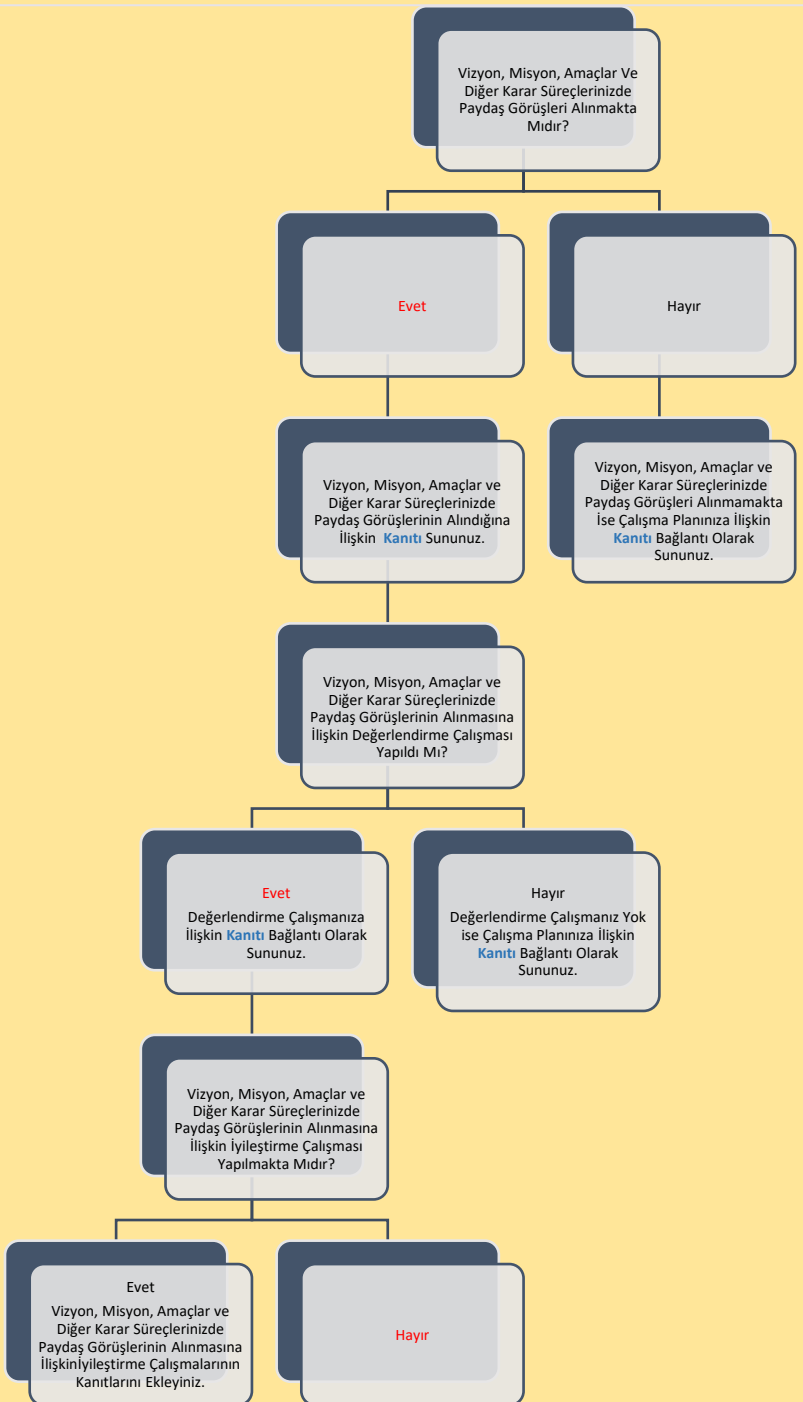 Vizyon, Misyon, Amaçlar Ve
Diğer Karar Süreçlerinizde
Paydaş Görüşleri Alınmakta
Mıdır?
Evet
Hayır
Vizyon, Misyon, Amaçlar ve
Diğer Karar Süreçlerinizde
Paydaş Görüşlerinin Alındığına
İlişkin Kanıtı Sununuz.
Vizyon, Misyon, Amaçlar ve
Diğer Karar Süreçlerinizde
Paydaş Görüşleri Alınmamakta
İse Çalışma Planınıza İlişkin
Kanıtı Bağlantı Olarak
Sununuz.
Vizyon, Misyon, Amaçlar ve
Diğer Karar Süreçlerinizde
Paydaş Görüşlerinin Alınmasına
İlişkin Değerlendirme Çalışması
Yapıldı Mı?
Evet
Değerlendirme Çalışmanıza
İlişkin Kanıtı Bağlantı Olarak
Sununuz.
Hayır
Değerlendirme Çalışmanız Yok
ise Çalışma Planınıza İlişkin
Kanıtı Bağlantı Olarak
Sununuz.
Vizyon, Misyon, Amaçlar ve
Diğer Karar Süreçlerinizde
Paydaş Görüşlerinin Alınmasına
İlişkin İyileştirme Çalışması
Yapılmakta Mıdır?
Evet
Vizyon, Misyon, Amaçlar ve
Diğer Karar Süreçlerinizde
Paydaş Görüşlerinin Alınmasına
İlişkinİyileştirme Çalışmalarının
Kanıtlarını Ekleyiniz.
Hayır